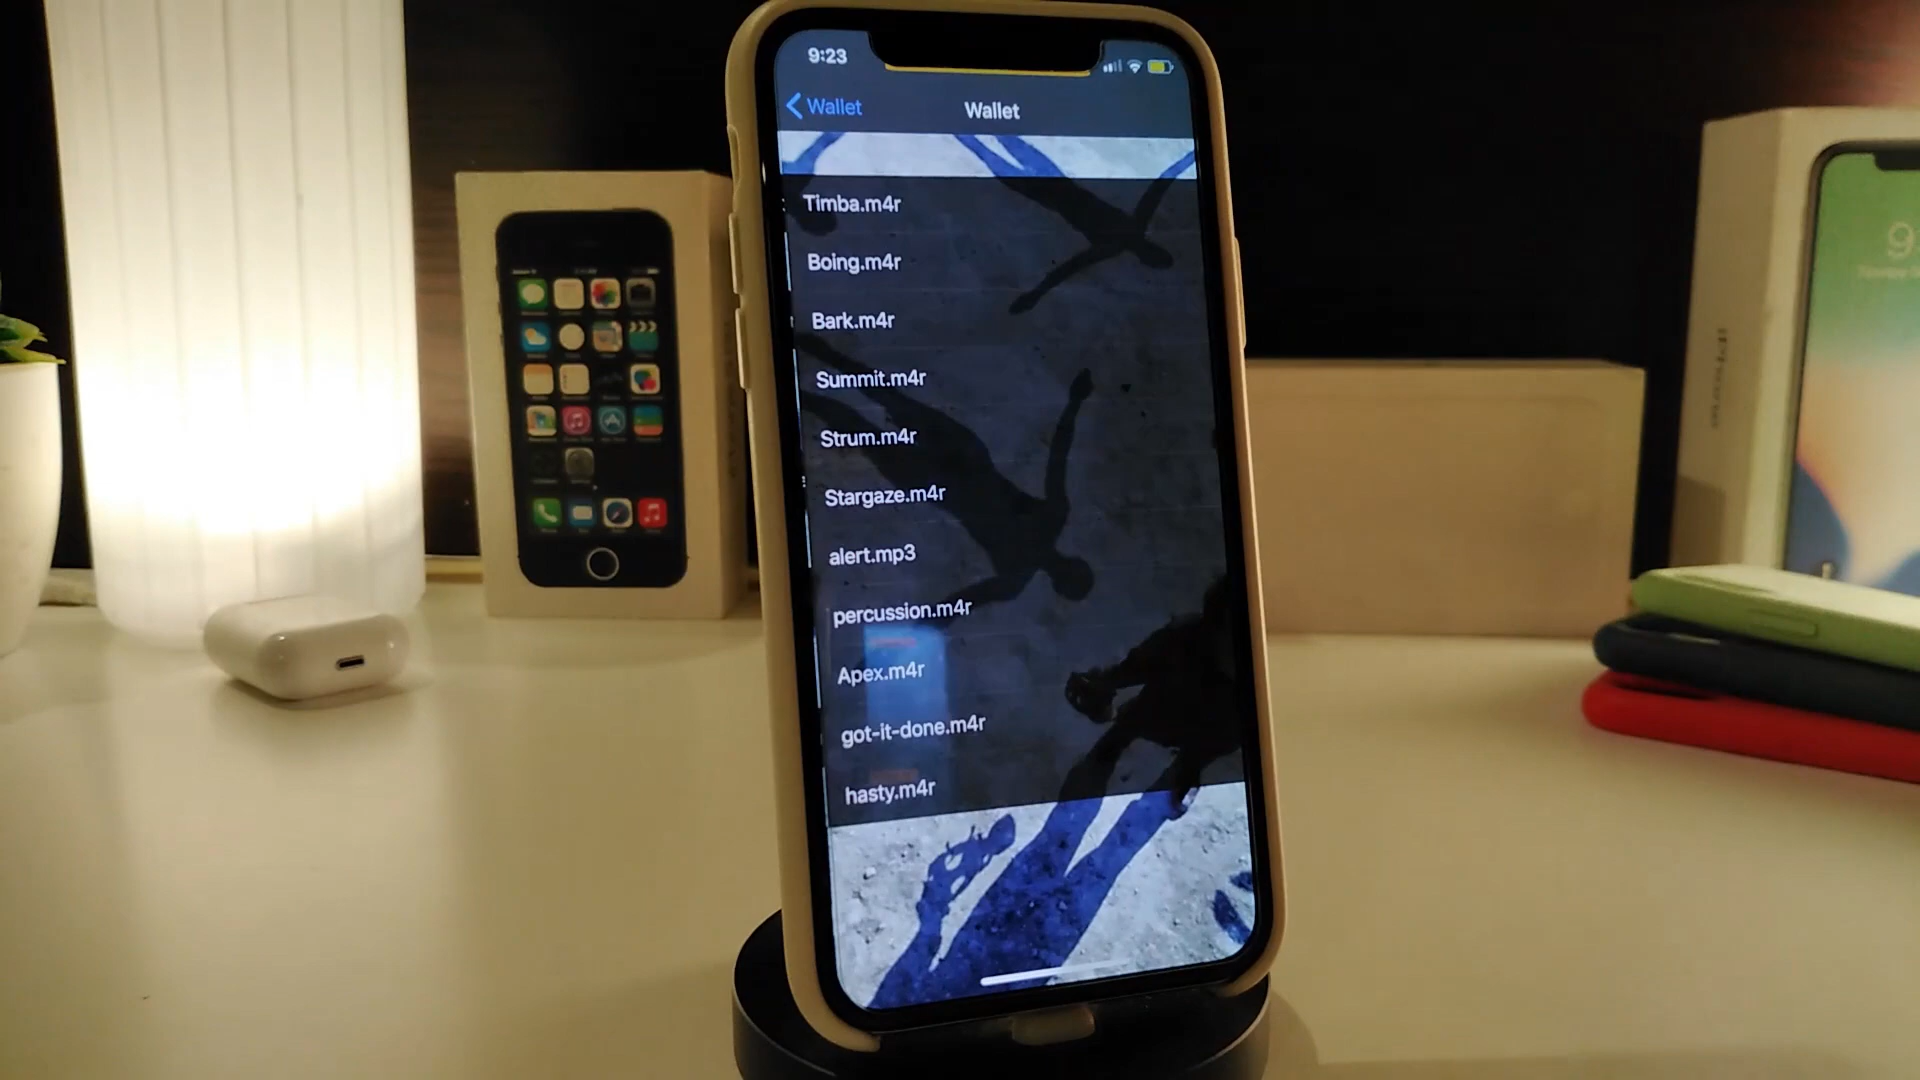 9:23
Wallet
Wallet
Timba.m4r
Boing.m4r
Bark.m4r
Summit.m4r
Strum.m4r
Stargaze.m4r
alert.mp3
percussion.m4r
Apex.m4r
got-it-done.m4r
hasty.m4r
iPhone